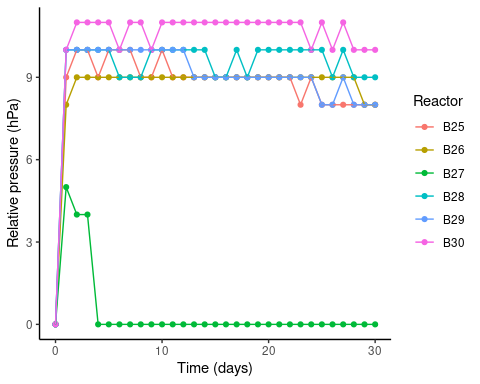 Relative pressure (hPa)
9
6
3
0
0
10
20
30
Time (days)
Reactor
B25
B26
B27
B28
B29
B30